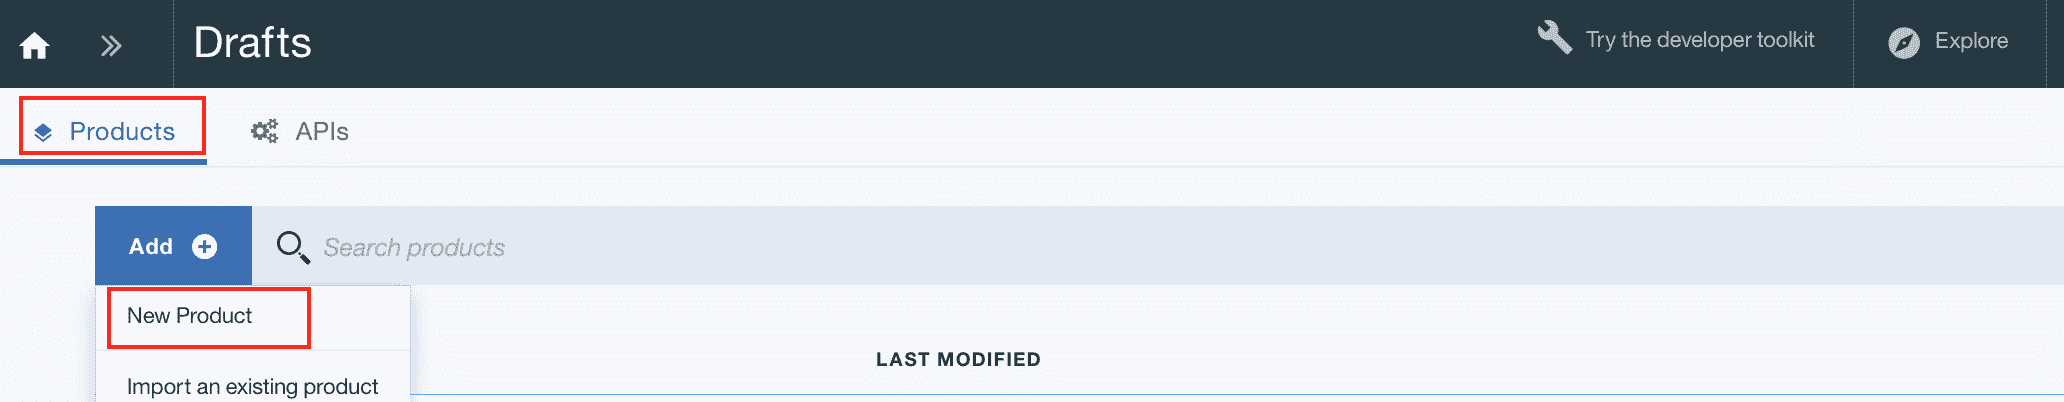 Drafts
Try the developer toolkit
Explore
Products
APIs
Add
Search products
New Product
LAST MODIFIED
Import an existing product